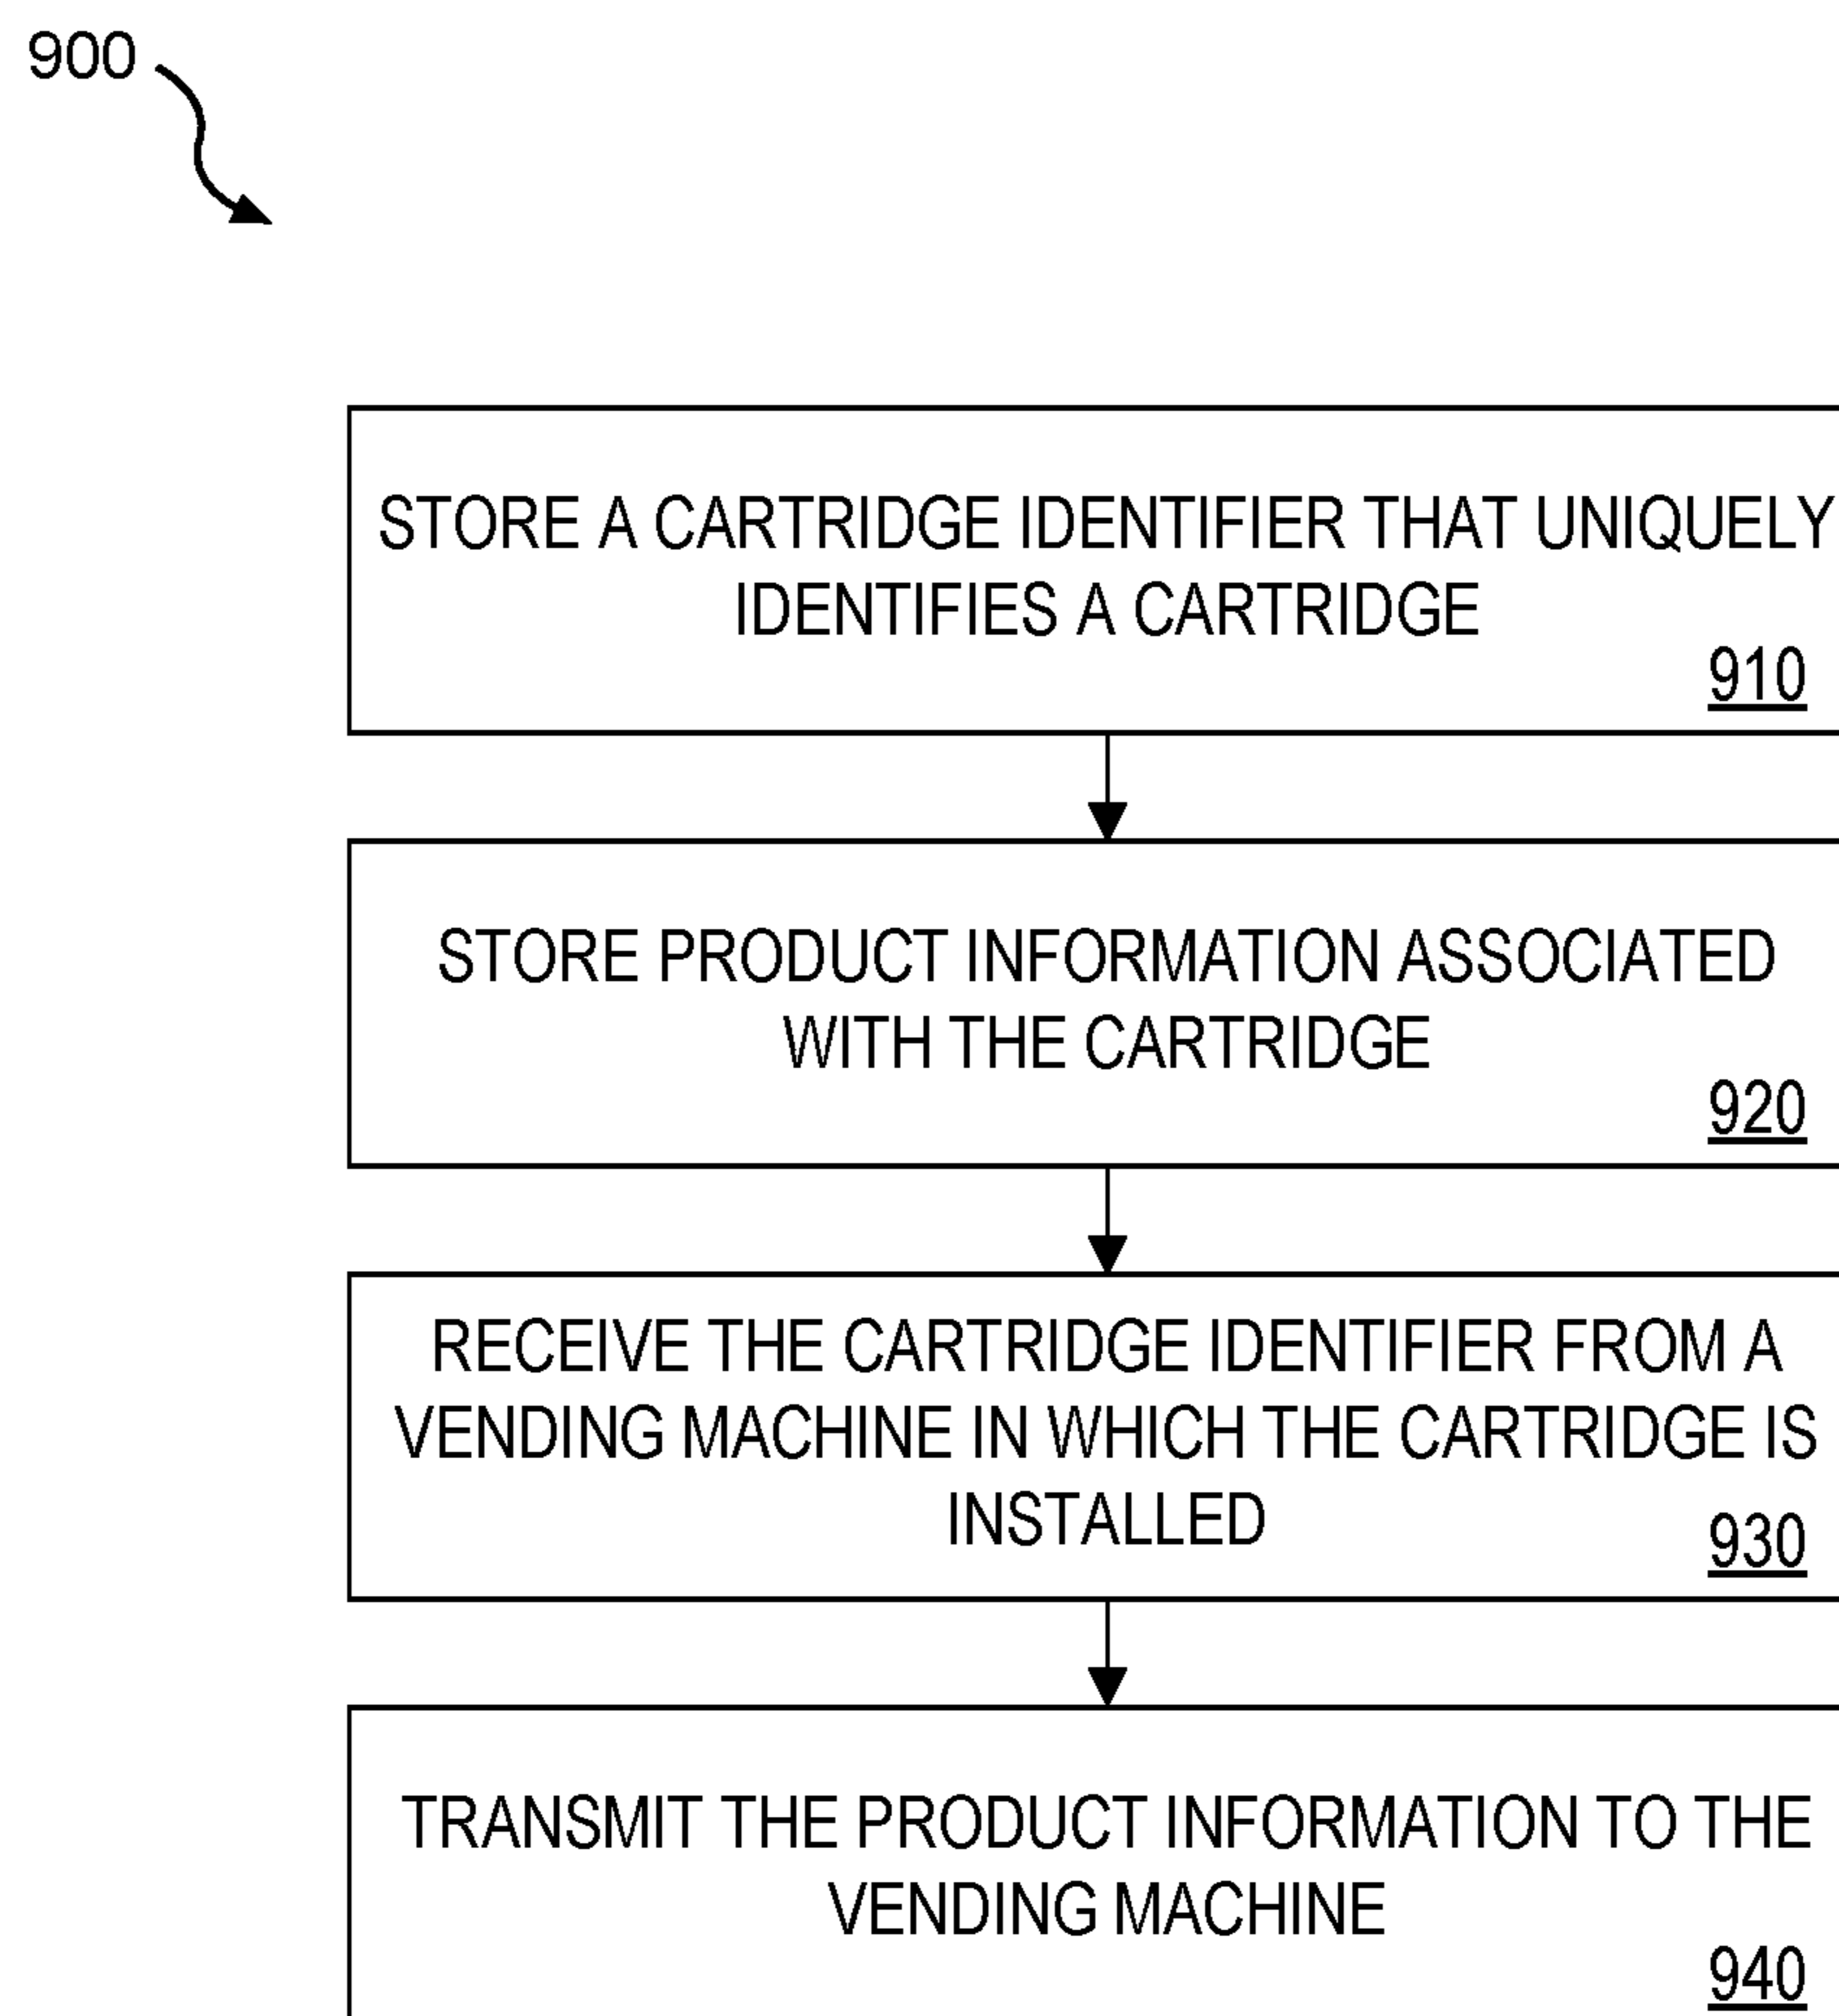 900
STORE A CARTRIDGE IDENTIFIER THAT UNIQUELY
IDENTIFIES A CARTRIDGE
910
STORE PRODUCT INFORMATION ASSOCIATED
WITH THE CARTRIDGE
920
RECEIVE THE CARTRIDGE IDENTIFIER FROM A
VENDING MACHINE IN WHICH THE CARTRIDGE IS
INSTALLED
930
TRANSMIT THE PRODUCT INFORMATION TO THE
VENDING MACHINE
940